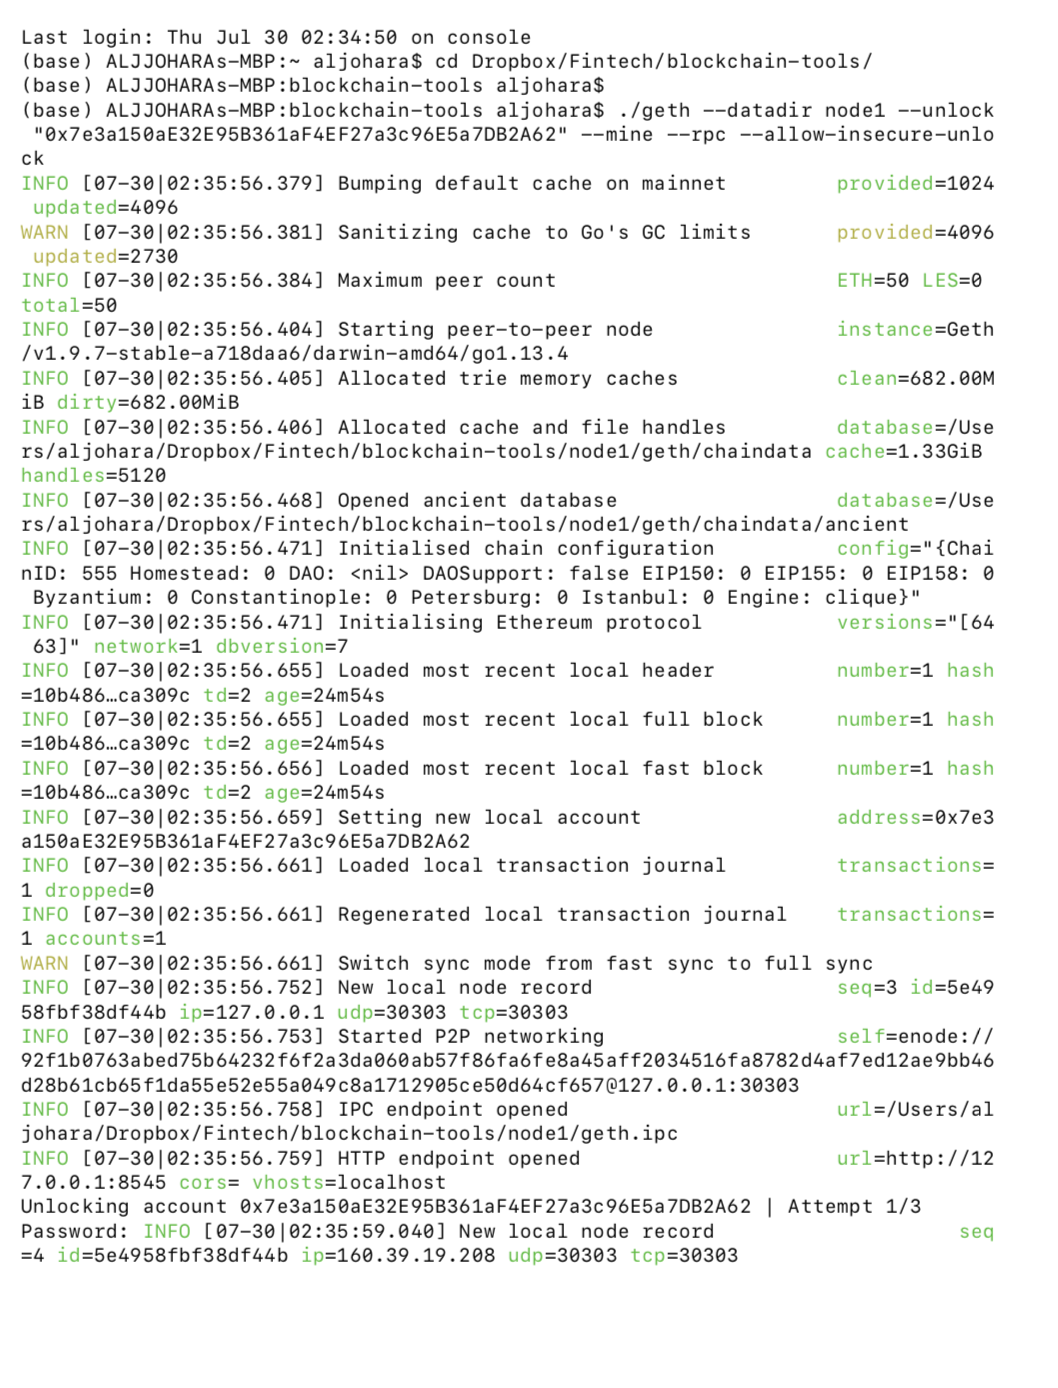 Last login: Thu Jul 30 02:34:50 on console
(base) ALJJOHARAs-MBP:~ aljohara$ cd Dropbox/Fintech/blockchain-tools/
(base) ALJJOHARAs-MBP:blockchain-tools aljohara$
(base) ALJJOHARAs-MBP:blockchain-tools aljohara$ ./geth --datadir node1 --unlock
 "0x7e3a150aE32E95B361aF4EF27a3c96E5a7DB2A62" --mine --rpc --allow-insecure-unlo
ck
INFO [07-30|02:35:56.379] Bumping default cache on mainnet         provided=1024
 updated=4096
WARN [07-30|02:35:56.381] Sanitizing cache to Go's GC limits       provided=4096
 updated=2730
INFO [07-30|02:35:56.384] Maximum peer count                       ETH=50 LES=0
total=50
INFO [07-30|02:35:56.404] Starting peer-to-peer node               instance=Geth
/v1.9.7-stable-a718daa6/darwin-amd64/go1.13.4
INFO [07-30|02:35:56.405] Allocated trie memory caches             clean=682.00M
iB dirty=682.00MiB
INFO [07-30|02:35:56.406] Allocated cache and file handles         database=/Use
rs/aljohara/Dropbox/Fintech/blockchain-tools/node1/geth/chaindata cache=1.33GiB
handles=5120
INFO [07-30|02:35:56.468] Opened ancient database                  database=/Use
rs/aljohara/Dropbox/Fintech/blockchain-tools/node1/geth/chaindata/ancient
INFO [07-30|02:35:56.471] Initialised chain configuration          config="{Chai
nID: 555 Homestead: 0 DAO: <nil> DAOSupport: false EIP150: 0 EIP155: 0 EIP158: 0
 Byzantium: 0 Constantinople: 0 Petersburg: 0 Istanbul: 0 Engine: clique}"
INFO [07-30|02:35:56.471] Initialising Ethereum protocol           versions="[64
 63]" network=1 dbversion=7
INFO [07-30|02:35:56.655] Loaded most recent local header          number=1 hash
=10b486…ca309c td=2 age=24m54s
INFO [07-30|02:35:56.655] Loaded most recent local full block      number=1 hash
=10b486…ca309c td=2 age=24m54s
INFO [07-30|02:35:56.656] Loaded most recent local fast block      number=1 hash
=10b486…ca309c td=2 age=24m54s
INFO [07-30|02:35:56.659] Setting new local account                address=0x7e3
a150aE32E95B361aF4EF27a3c96E5a7DB2A62
INFO [07-30|02:35:56.661] Loaded local transaction journal         transactions=
1 dropped=0
INFO [07-30|02:35:56.661] Regenerated local transaction journal    transactions=
1 accounts=1
WARN [07-30|02:35:56.661] Switch sync mode from fast sync to full sync
INFO [07-30|02:35:56.752] New local node record                    seq=3 id=5e49
58fbf38df44b ip=127.0.0.1 udp=30303 tcp=30303
INFO [07-30|02:35:56.753] Started P2P networking                   self=enode://
92f1b0763abed75b64232f6f2a3da060ab57f86fa6fe8a45aff2034516fa8782d4af7ed12ae9bb46
d28b61cb65f1da55e52e55a049c8a1712905ce50d64cf657@127.0.0.1:30303
INFO [07-30|02:35:56.758] IPC endpoint opened                      url=/Users/al
johara/Dropbox/Fintech/blockchain-tools/node1/geth.ipc
INFO [07-30|02:35:56.759] HTTP endpoint opened                     url=http://12
7.0.0.1:8545 cors= vhosts=localhost
Unlocking account 0x7e3a150aE32E95B361aF4EF27a3c96E5a7DB2A62 | Attempt 1/3
Password: INFO [07-30|02:35:59.040] New local node record                    seq
=4 id=5e4958fbf38df44b ip=160.39.19.208 udp=30303 tcp=30303